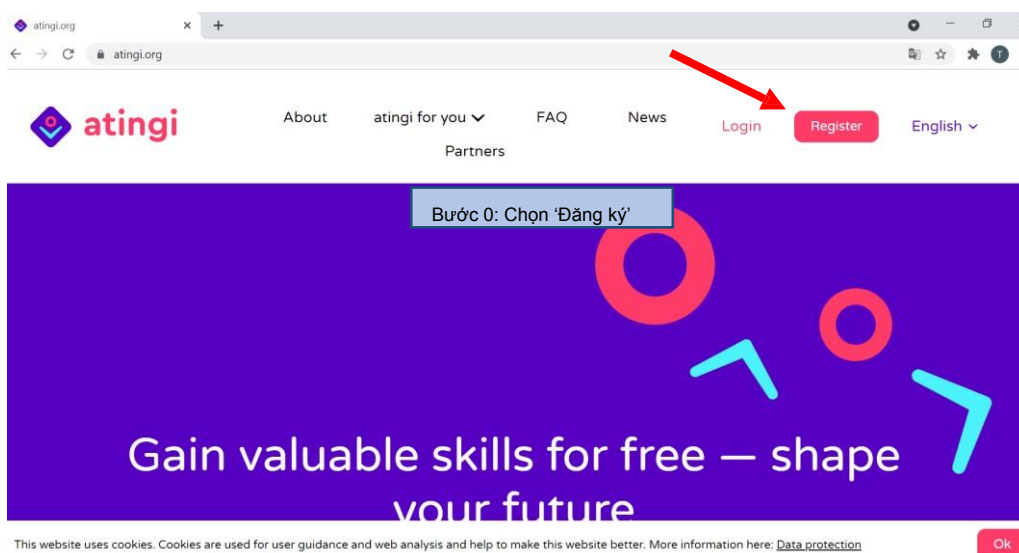 atingi.org
atingi.org
T
atingi
About
atingi for you
FAQ
News
Partners
Login
Register
English
Bước 0: Chọn ‘Đăng ký’
Gain valuable skills for free — shape
your future
This website uses cookies. Cookies are used for user guidance and web analysis and help to make this website better. More information here: Data protection
Ok